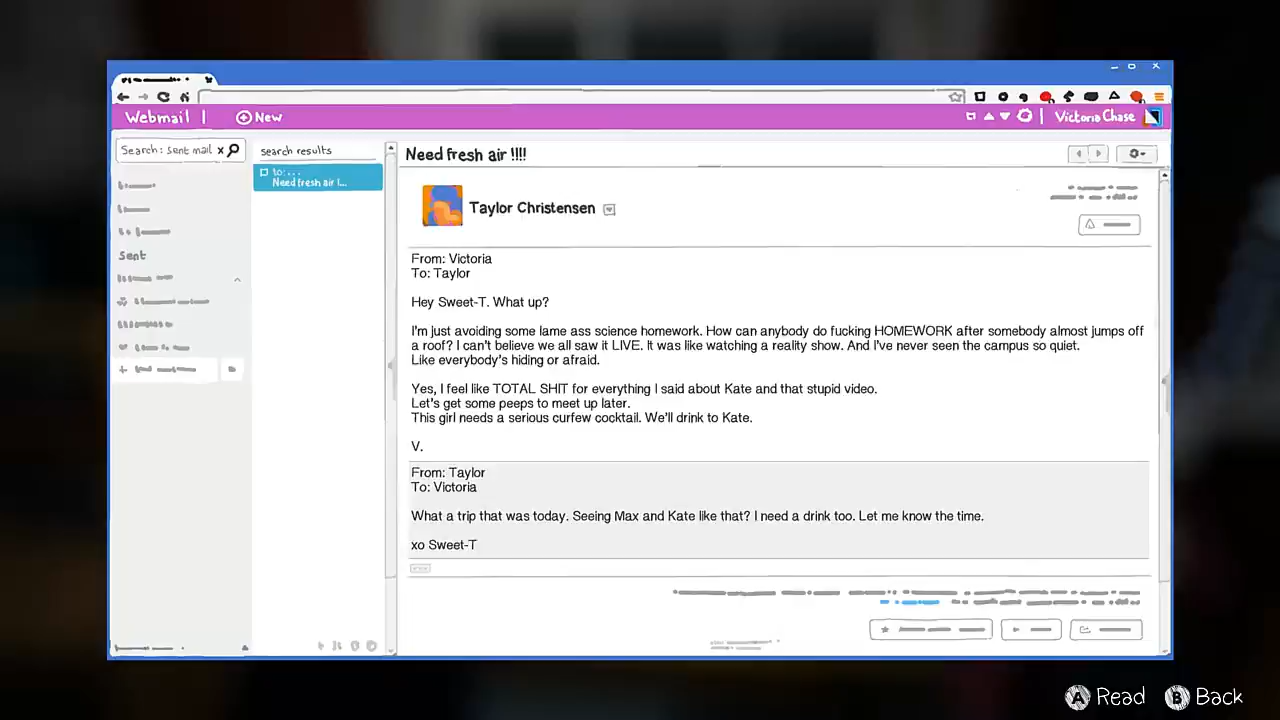 Webmail | New | Victoria Chase
Search: sent mail x
search results
Need fresh air !!!!
to: ...
Need fresh air !...
Taylor Christensen
Sent
From: Victoria
To: Taylor
Hey Sweet-T. What up?
I'm just avoiding some lame ass science homework. How can anybody do fucking HOMEWORK after somebody almost jumps off
a roof? I can't believe we all saw it LIVE. It was like watching a reality show. And I've never seen the campus so quiet.
Like everybody's hiding or afraid.
Yes, I feel like TOTAL SHIT for everything I said about Kate and that stupid video.
Let's get some peeps to meet up later.
This girl needs a serious curfew cocktail. We'll drink to Kate.
V.
From: Taylor
To: Victoria
What a trip that was today. Seeing Max and Kate like that? I need a drink too. Let me know the time.
xo Sweet-T
A Read B Back